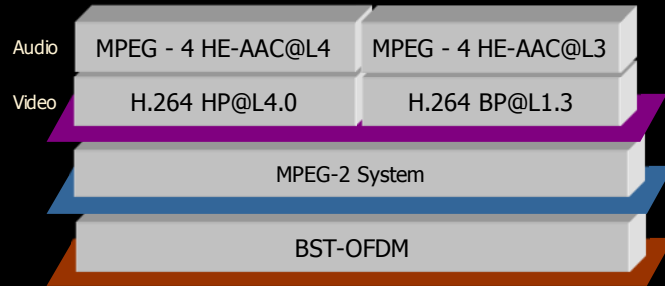 Audio MPEG - 4 HE-AAC@L4 MPEG - 4 HE-AAC@L3
Video H.264 HP@L4.0 H.264 BP@L1.3
MPEG-2 System
BST-OFDM